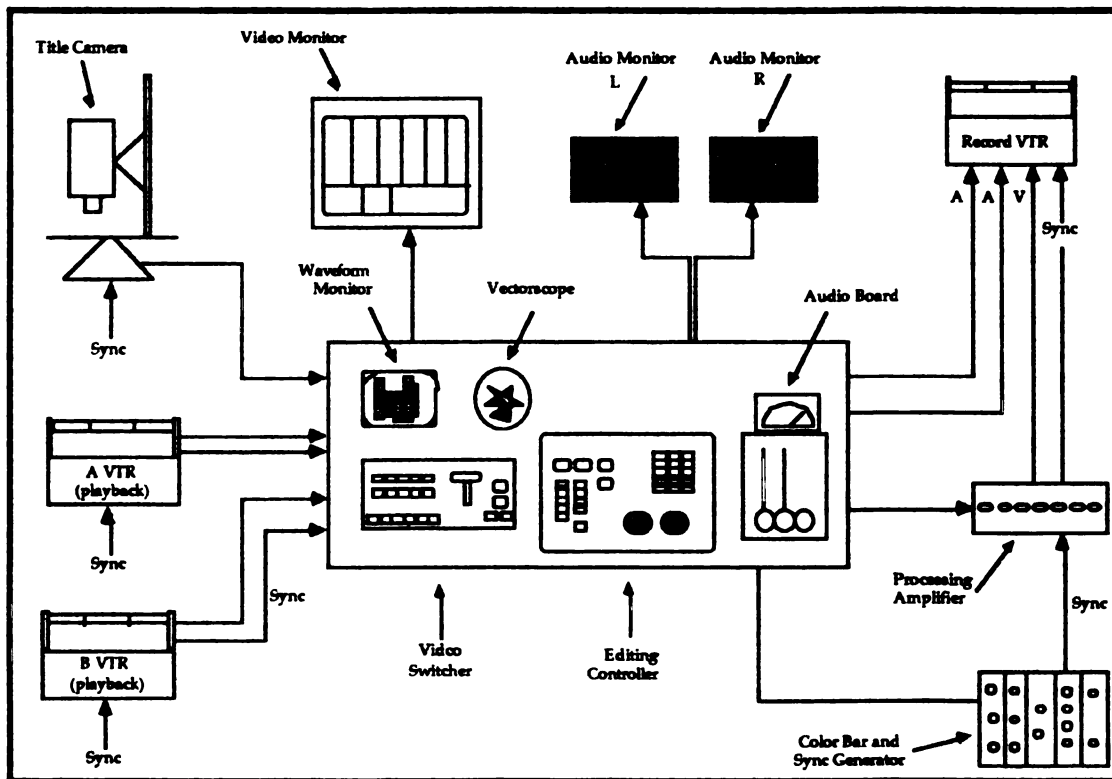 Title Camera
Video Monitor
Audio Monitor
L
Audio Monitor
R
Record VTR
A
A
V
Sync
Waveform
Monitor
Vectorscope
Audio Board
Sync
A VTR
(playback)
Sync
Sync
B VTR
(playback)
Sync
Video
Switcher
Editing
Controller
Processing
Amplifier
Sync
Color Bar and
Sync Generator